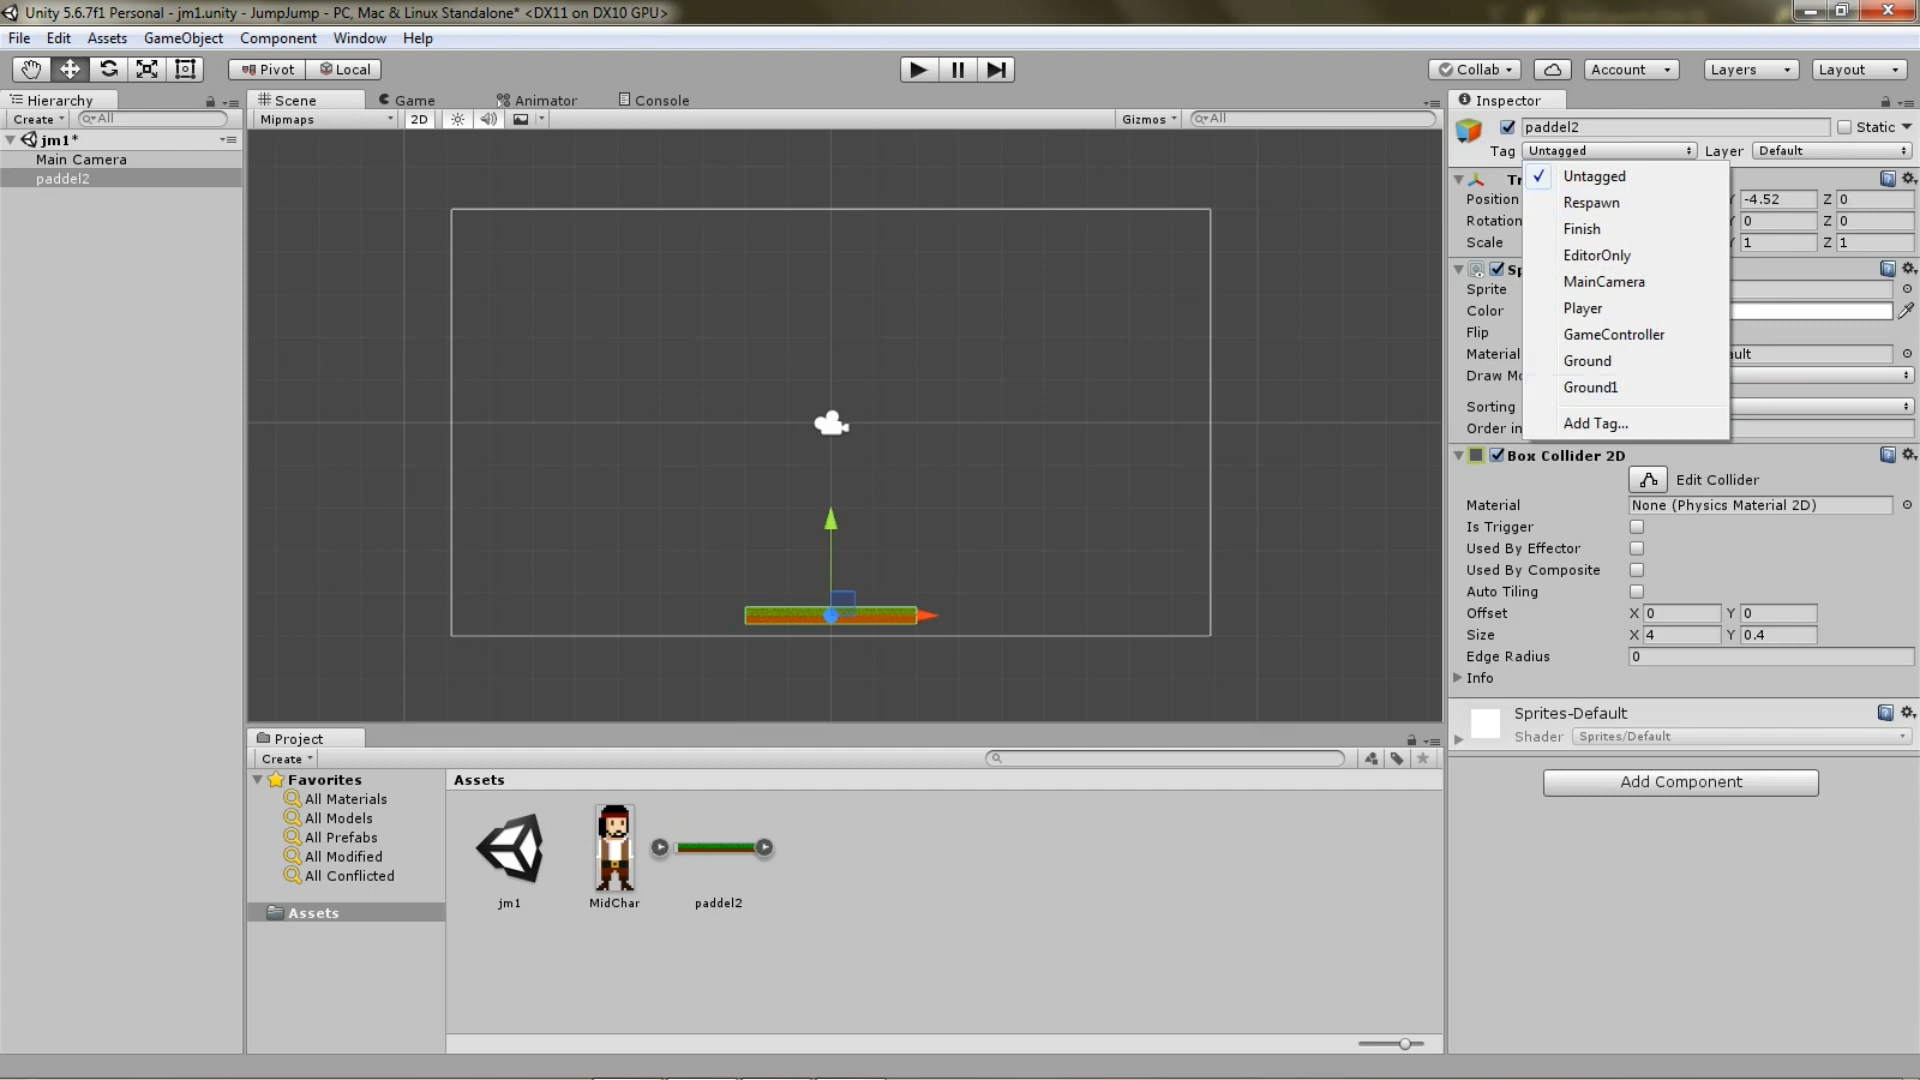 Unity 5.6.7f1 Personal - jm1.unity - JumpJump - PC, Mac & Linux Standalone* <DX11 on DX10 GPU>
File Edit Assets GameObject Component Window Help
Pivot Local Collab Account Layers Layout
Hierarchy
Create All
jm1*
Main Camera
paddel2
Scene Game Animator Console
Mipmaps 2D Gizmos All
Inspector
paddel2 Static
Tag Untagged Layer Default
Untagged
Respawn
Finish
EditorOnly
MainCamera
Player
GameController
Ground
Ground1
Add Tag...
Tr
Position Y -4.52 Z 0
Rotation Y 0 Z 0
Scale Y 1 Z 1
Sp
Sprite
Color
Flip
Material ault
Draw Mo
Sorting
Order in
Box Collider 2D
Edit Collider
Material None (Physics Material 2D)
Is Trigger
Used By Effector
Used By Composite
Auto Tiling
Offset X 0 Y 0
Size X 4 Y 0.4
Edge Radius 0
Info
Sprites-Default
Shader Sprites/Default
Add Component
Project
Create
Favorites
All Materials
All Models
All Prefabs
All Modified
All Conflicted
Assets
Assets
jm1 MidChar paddel2